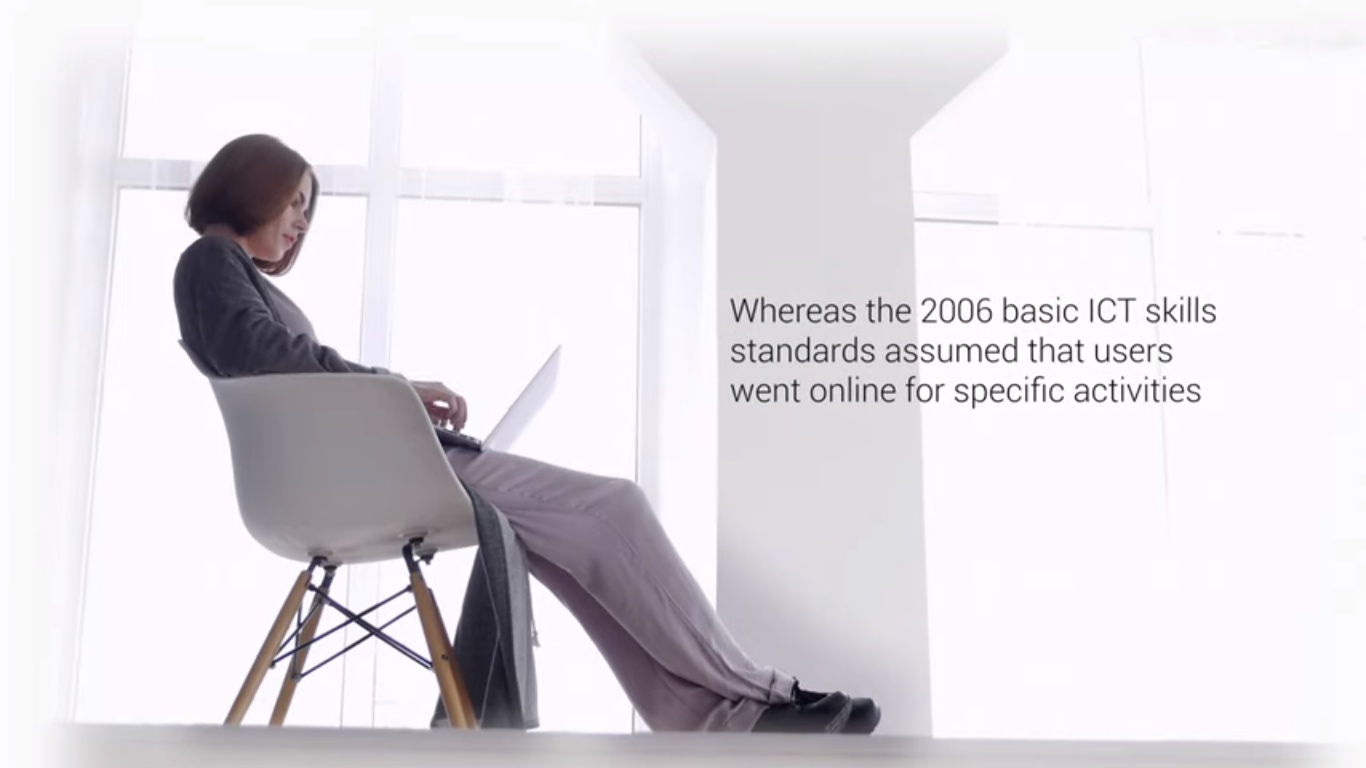 Whereas the 2006 basic ICT skills
standards assumed that users
went online for specific activities